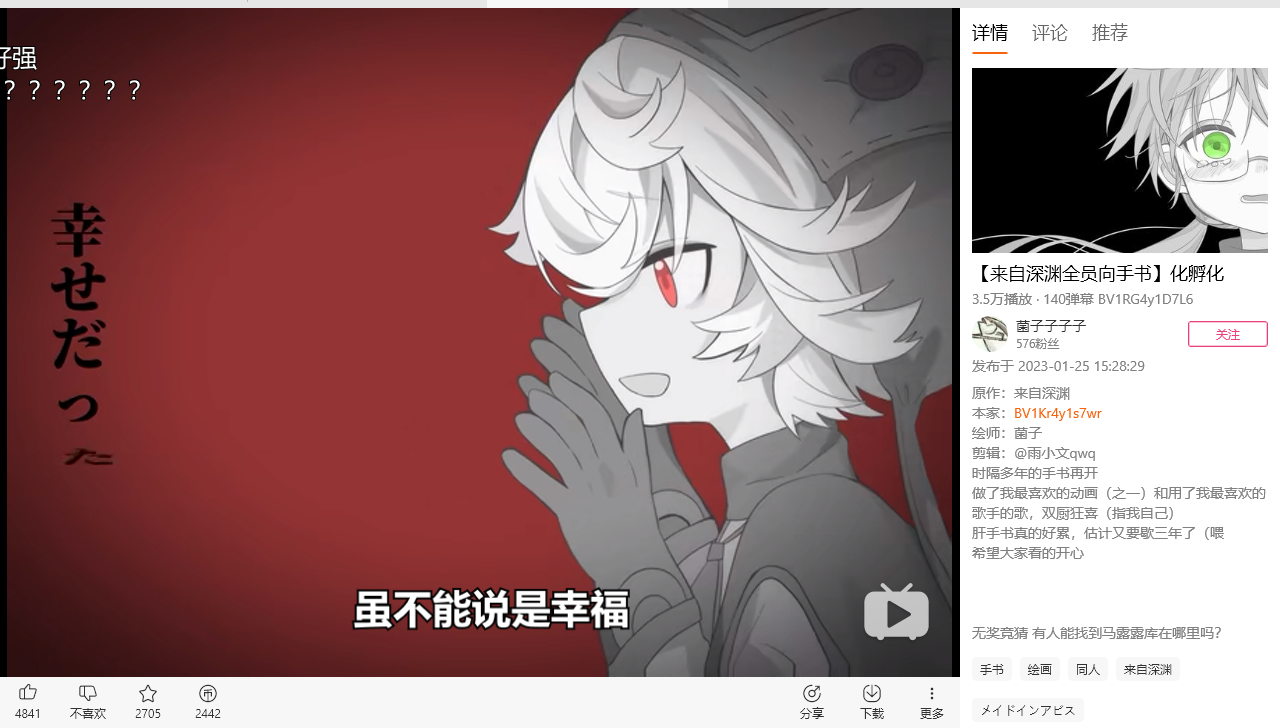 好强
？？？？？？
幸せだった
虽不能说是幸福
4841
不喜欢
2705
2442
分享
下载
更多
详情 评论 推荐
【来自深渊全员向手书】化孵化
3.5万播放 · 140弹幕 BV1RG4y1D7L6
菌子子子子
576粉丝
关注
发布于 2023-01-25 15:28:29
原作：来自深渊
本家：BV1Kr4y1s7wr
绘师：菌子
剪辑：@雨小文qwq
时隔多年的手书再开
做了我最喜欢的动画（之一）和用了我最喜欢的
歌手的歌，双厨狂喜（指我自己）
肝手书真的好累，估计又要歇三年了（喂
希望大家看的开心
无奖竞猜 有人能找到马露露库在哪里吗？
手书 绘画 同人 来自深渊
メイドインアビス